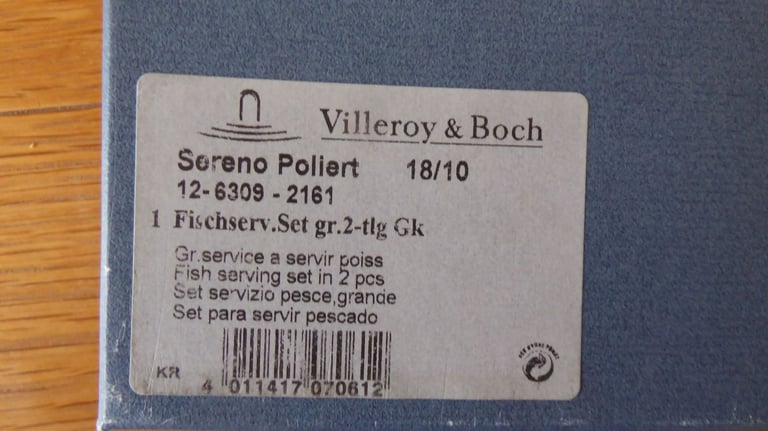 Villeroy & Boch
Sereno Poliert 18/10
12-6309-2161
1 Fischserv.Set gr.2-tlg Gk
Gr.service a servir poiss
Fish serving set in 2 pcs
Set servizio pesce,grande
Set para servir pescado
KR
4 011417 070612